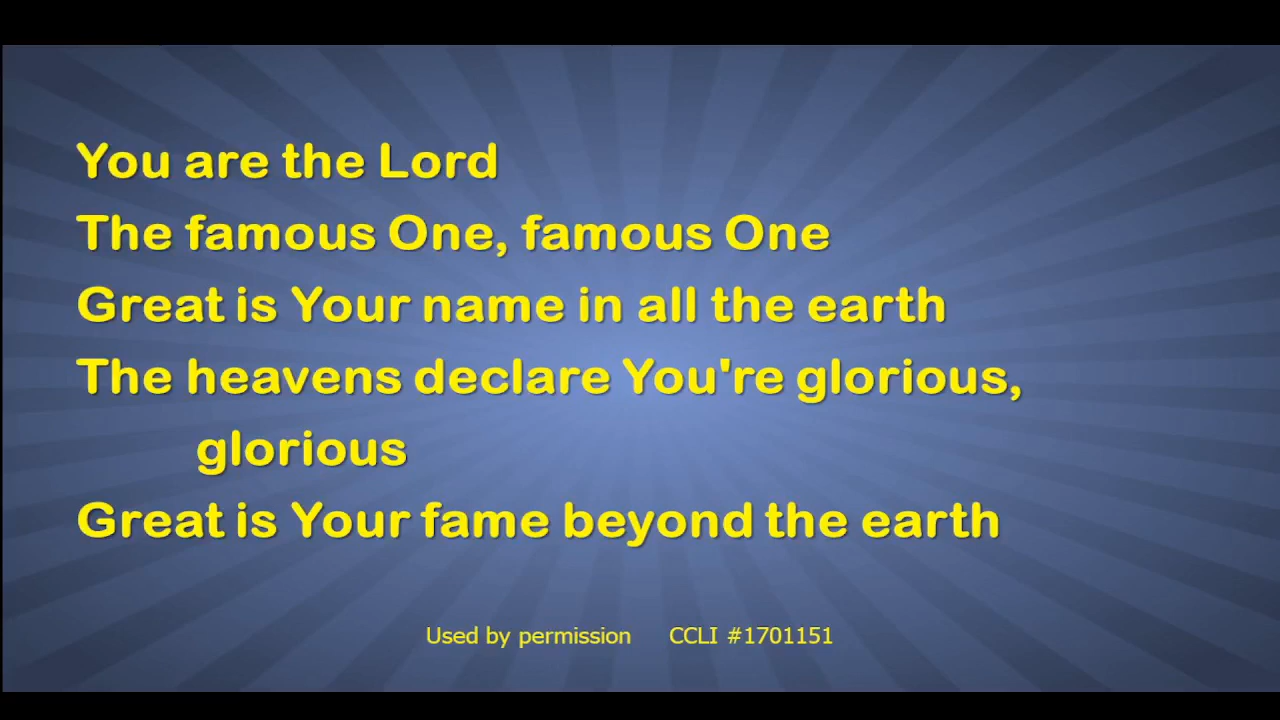 You are the Lord
The famous One, famous One
Great is Your name in all the earth
The heavens declare You're glorious,
glorious
Great is Your fame beyond the earth
Used by permission CCLI #1701151